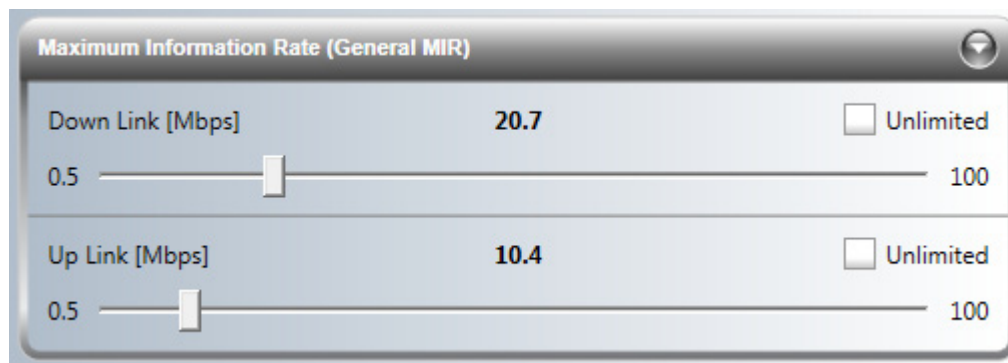 Maximum Information Rate (General MIR)
Down Link [Mbps] 20.7 Unlimited
0.5 100
Up Link [Mbps] 10.4 Unlimited
0.5 100